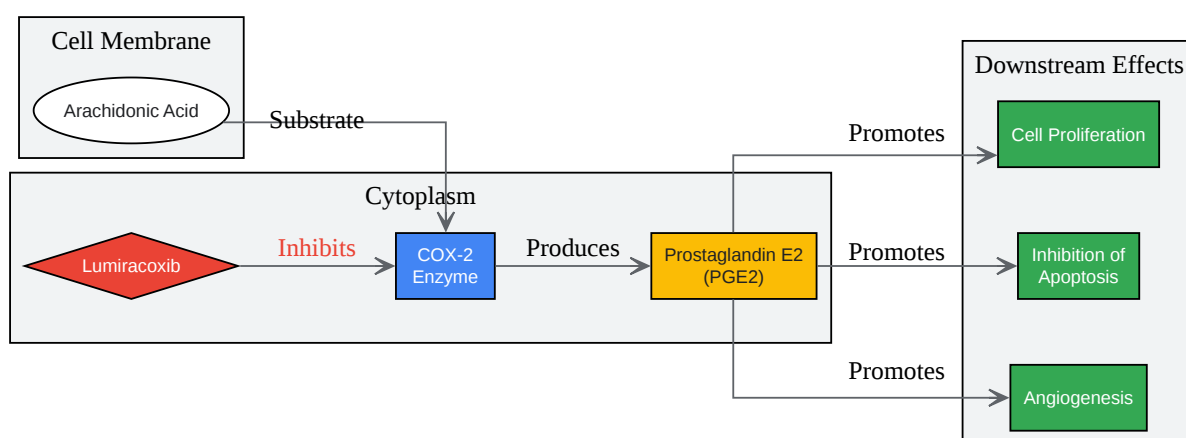 Cell Membrane
Arachidonic Acid
Substrate
Cytoplasm
Lumiracoxib
Inhibits
COX-2
Enzyme
Produces
Prostaglandin E2
(PGE2)
Promotes
Promotes
Promotes
Downstream Effects
Cell Proliferation
Inhibition of
Apoptosis
Angiogenesis